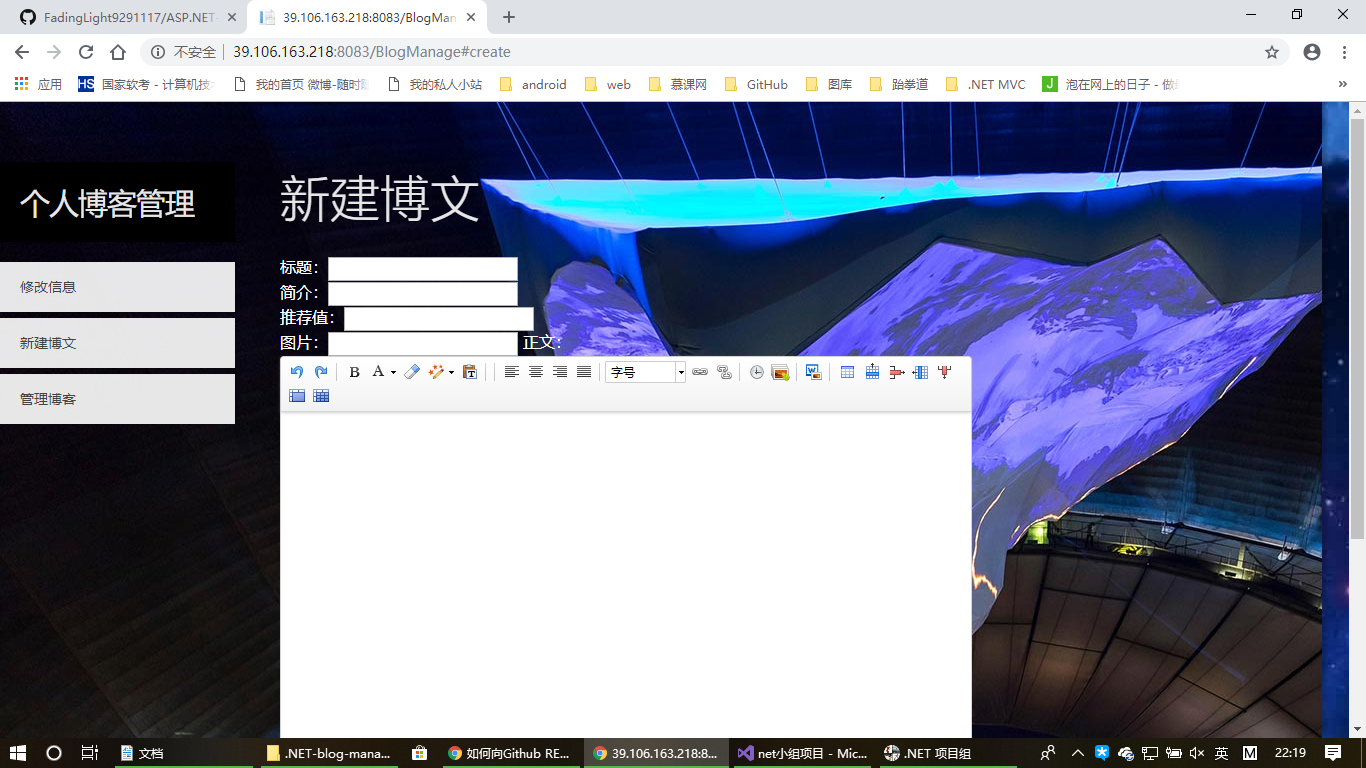 FadingLight9291117/ASP.NET-
39.106.163.218:8083/BlogMan
不安全 39.106.163.218:8083/BlogManage#create
应用 HS 国家软考 - 计算机技 我的首页 微博-随时随 我的私人小站 android web 慕课网 GitHub 图库 跆拳道 .NET MVC J 泡在网上的日子 - 做 »
个人博客管理
修改信息
新建博文
管理博客
新建博文
标题:
简介:
推荐值:
图片: 正文:
B A 字号
文档 .NET-blog-mana... 如何向Github RE... 39.106.163.218:8... net小组项目 - Mic... .NET 项目组 英 M 22:19